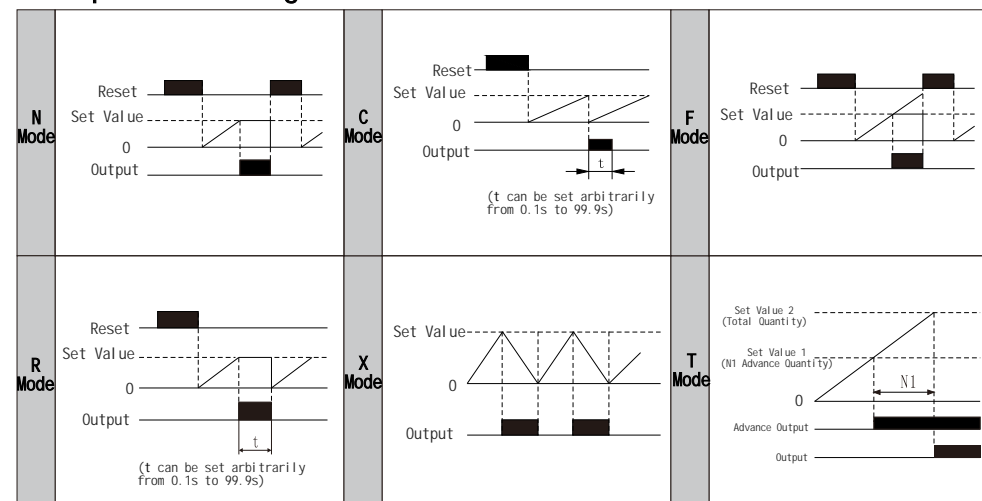 N
Mode
Reset
Set Value
0
Output
C
Mode
Reset
Set Value
0
Output
t
(t can be set arbitrarily
from 0.1s to 99.9s)
F
Mode
Reset
Set Value
0
Output
R
Mode
Reset
Set Value
0
Output
t
(t can be set arbitrarily
from 0.1s to 99.9s)
X
Mode
Set Value
0
Output
T
Mode
Set Value 2
(Total Quantity)
Set Value 1
(N1 Advance Quantity)
N1
0
Advance Output
Output